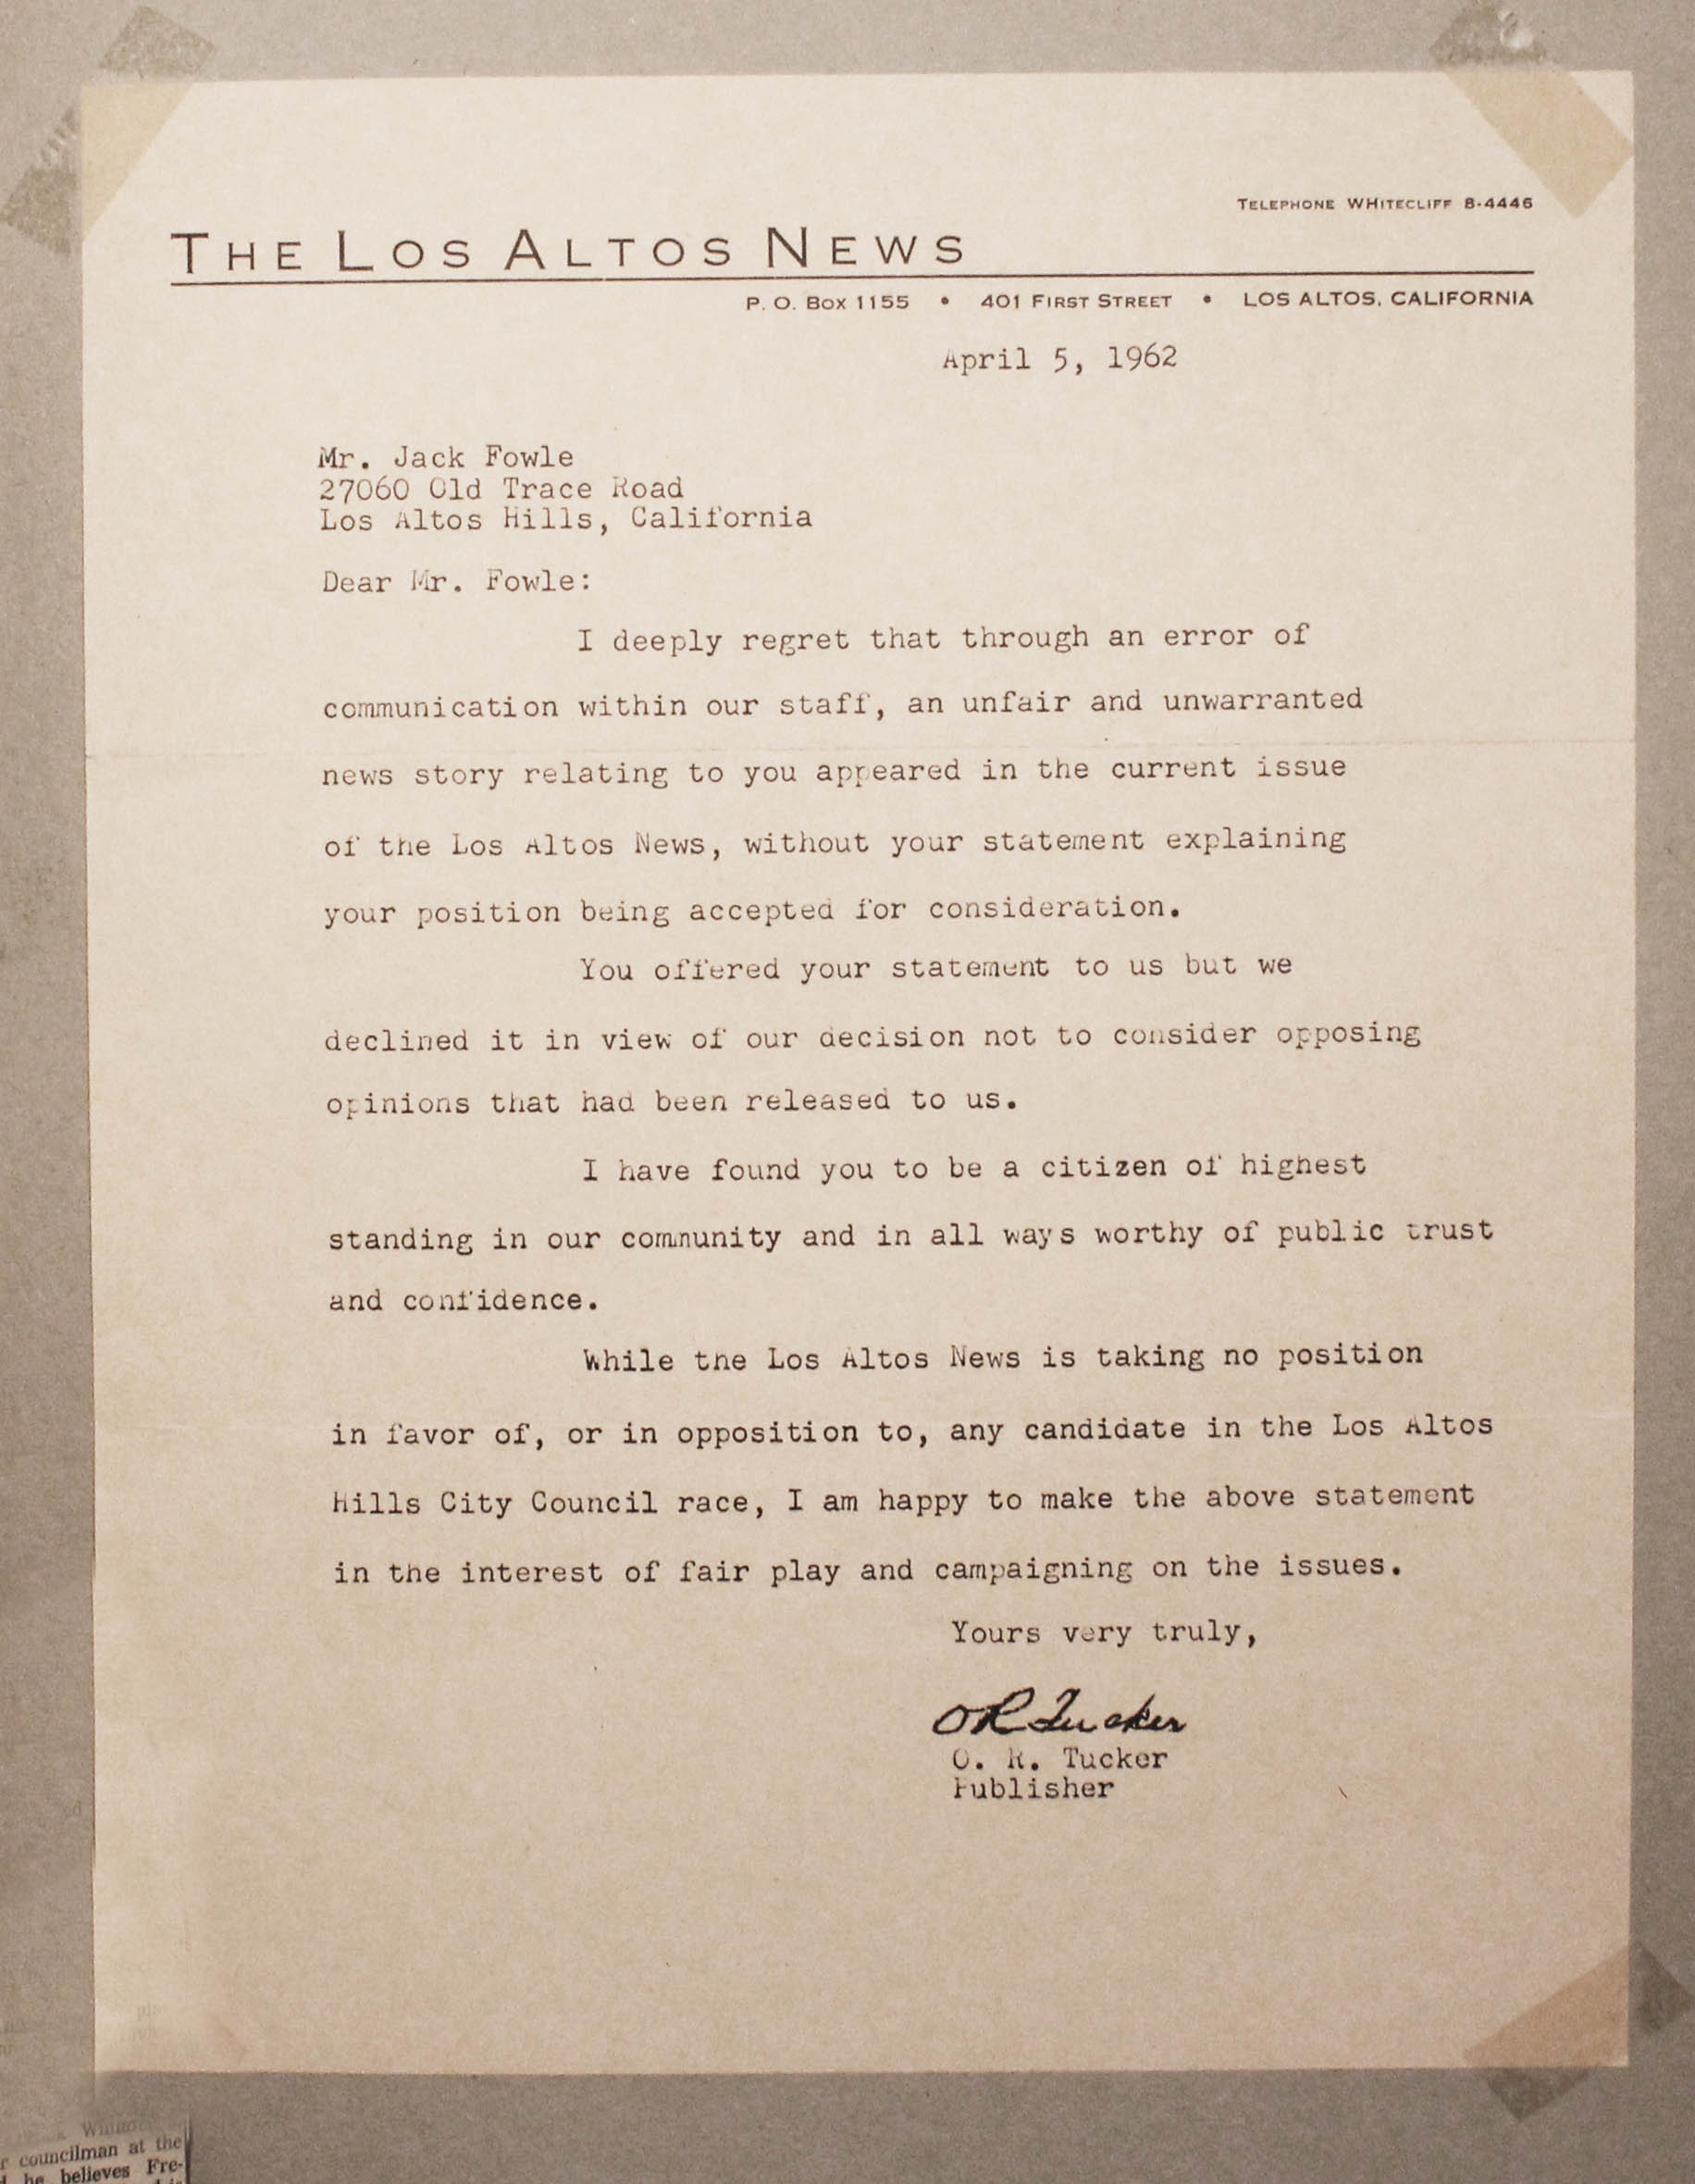 TELEPHONE WHITECLIFF 8-4446
THE LOS ALTOS NEWS
P. O. BOX 1155 • 401 FIRST STREET • LOS ALTOS, CALIFORNIA
April 5, 1962
Mr. Jack Fowle
27060 Old Trace Road
Los Altos Hills, California
Dear Mr. Fowle:
I deeply regret that through an error of
communication within our staff, an unfair and unwarranted
news story relating to you appeared in the current issue
of the Los Altos News, without your statement explaining
your position being accepted for consideration.
You offered your statement to us but we
declined it in view of our decision not to consider opposing
opinions that had been released to us.
I have found you to be a citizen of highest
standing in our community and in all ways worthy of public trust
and confidence.
While the Los Altos News is taking no position
in favor of, or in opposition to, any candidate in the Los Altos
Hills City Council race, I am happy to make the above statement
in the interest of fair play and campaigning on the issues.
Yours very truly,
OR Tucker
O. R. Tucker
Publisher
councilman at the
he believes Fre-